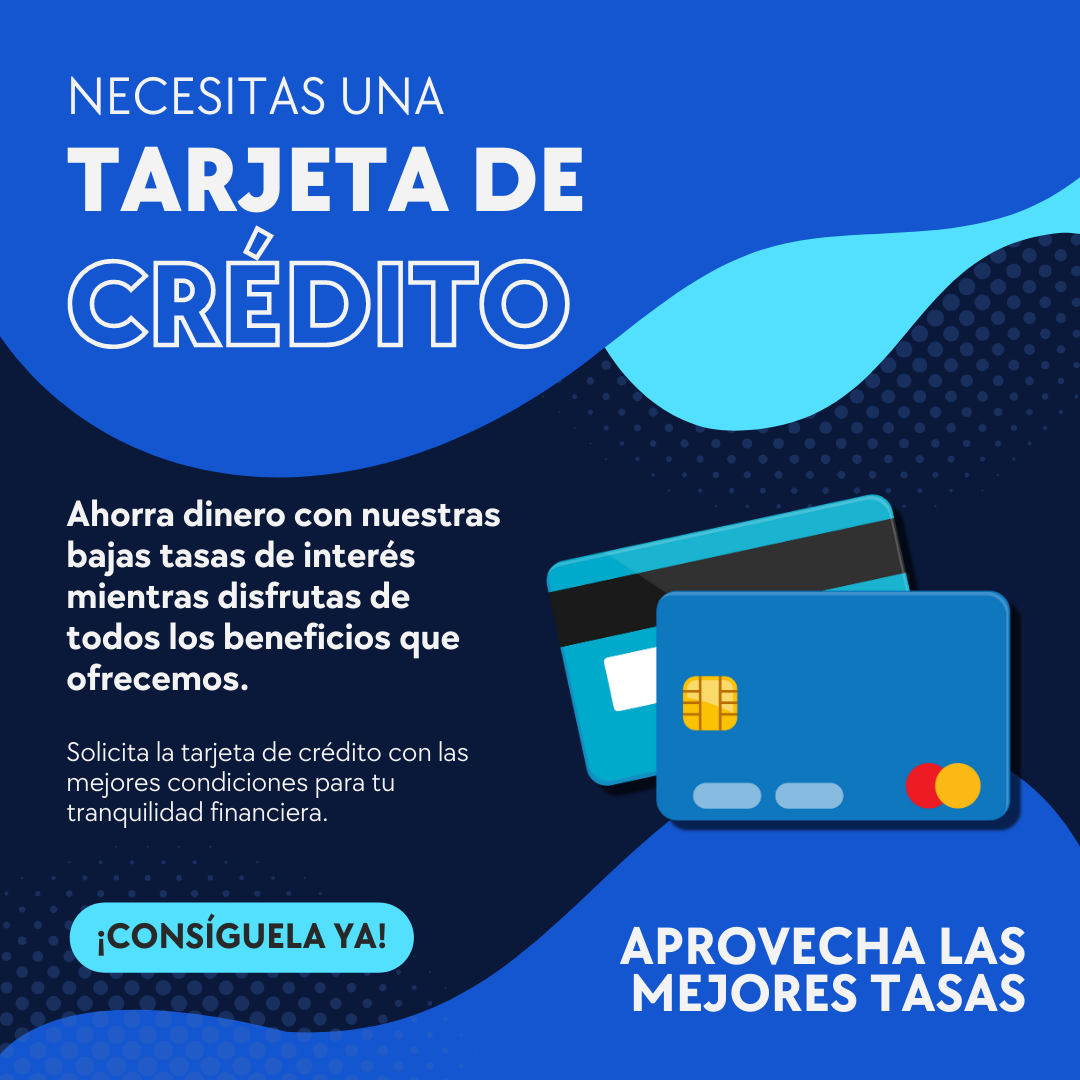 NECESITAS UNA
TARJETA DE
CRÉDITO
Ahorra dinero con nuestras
bajas tasas de interés
mientras disfrutas de
todos los beneficios que
ofrecemos.
Solicita la tarjeta de crédito con las
mejores condiciones para tu
tranquilidad financiera.
¡CONSÍGUELA YA!
APROVECHA LAS
MEJORES TASAS